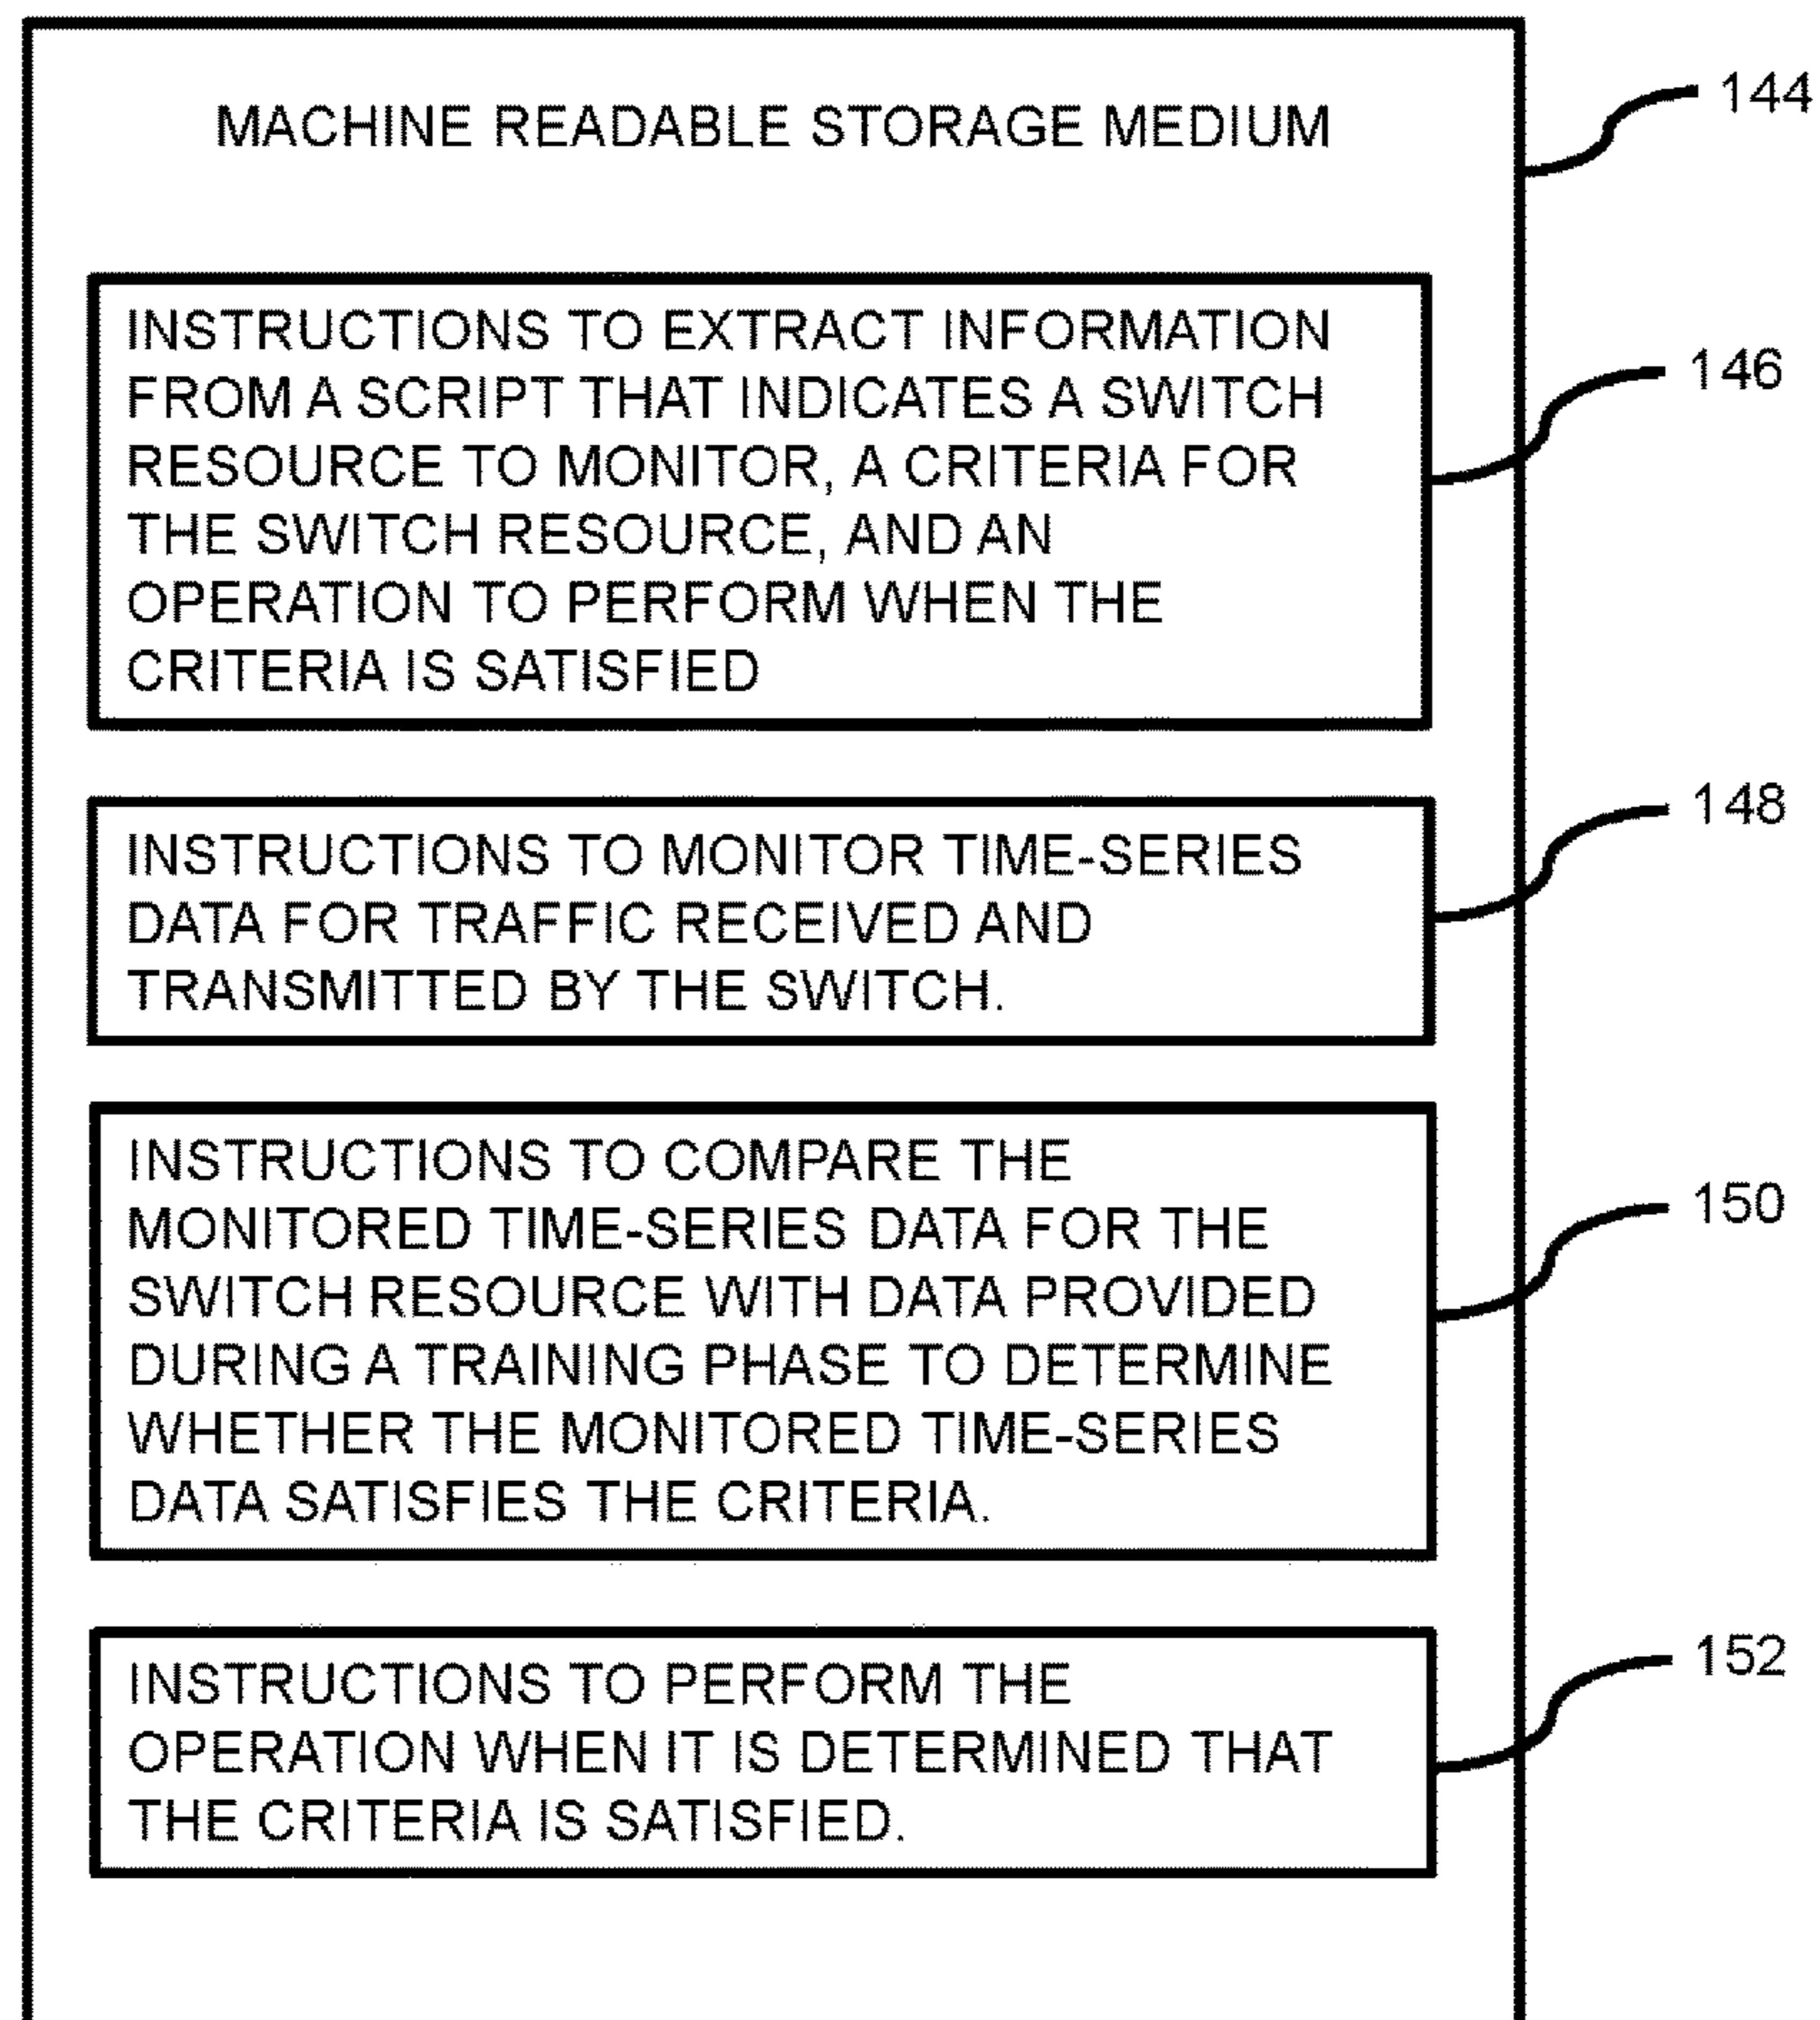 MACHINE READABLE STORAGE MEDIUM
144
INSTRUCTIONS TO EXTRACT INFORMATION
FROM A SCRIPT THAT INDICATES A SWITCH
RESOURCE TO MONITOR, A CRITERIA FOR
THE SWITCH RESOURCE, AND AN
OPERATION TO PERFORM WHEN THE
CRITERIA IS SATISFIED
146
INSTRUCTIONS TO MONITOR TIME-SERIES
DATA FOR TRAFFIC RECEIVED AND
TRANSMITTED BY THE SWITCH.
148
INSTRUCTIONS TO COMPARE THE
MONITORED TIME-SERIES DATA FOR THE
SWITCH RESOURCE WITH DATA PROVIDED
DURING A TRAINING PHASE TO DETERMINE
WHETHER THE MONITORED TIME-SERIES
DATA SATISFIES THE CRITERIA.
150
INSTRUCTIONS TO PERFORM THE
OPERATION WHEN IT IS DETERMINED THAT
THE CRITERIA IS SATISFIED.
152